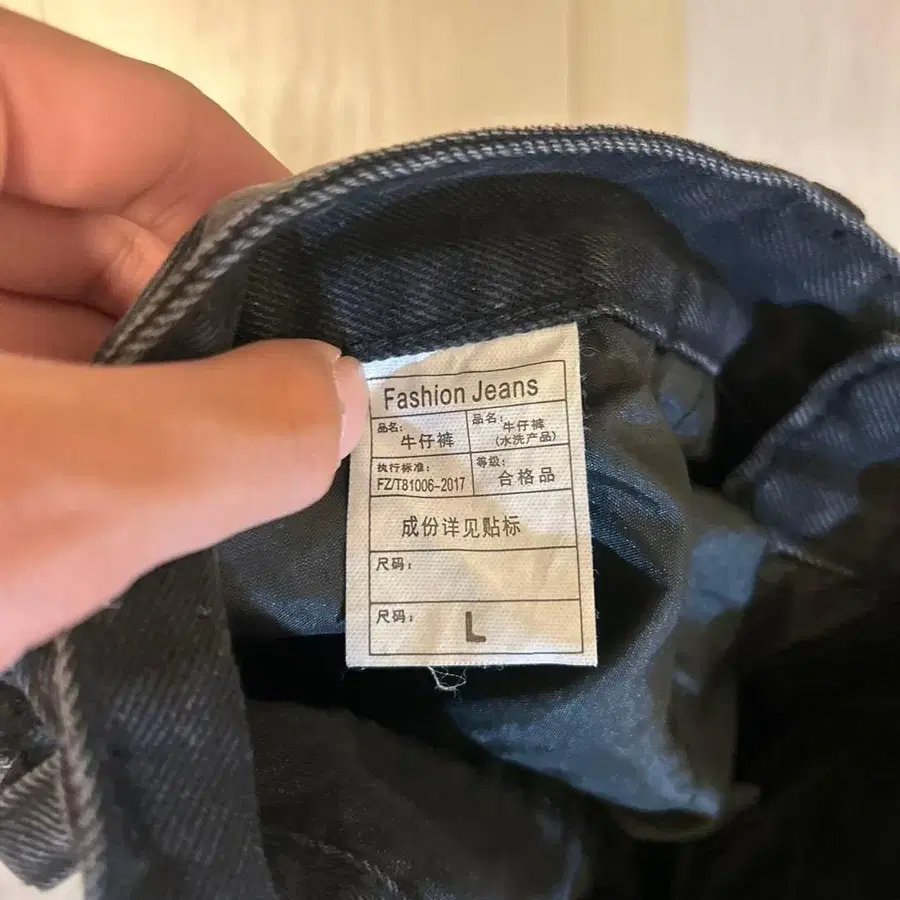 Fashion Jeans
品名:
牛仔裤
品名:
牛仔裤
(水洗产品)
执行标准:
FZ/T81006-2017
等级:
合格品
成份详见贴标
尺码:
尺码:
L